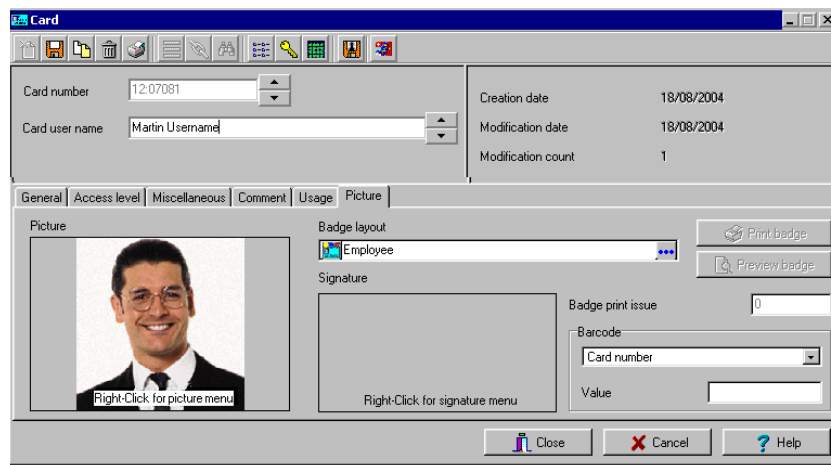 Card
Card number 12:07081
Card user name Martin Username
Creation date 18/08/2004
Modification date 18/08/2004
Modification count 1
General Access level Miscellaneous Comment Usage Picture
Picture
Right-Click for picture menu
Badge layout
Employee
Signature
Right-Click for signature menu
Print badge
Preview badge
Badge print issue 0
Barcode
Card number
Value
Close Cancel Help